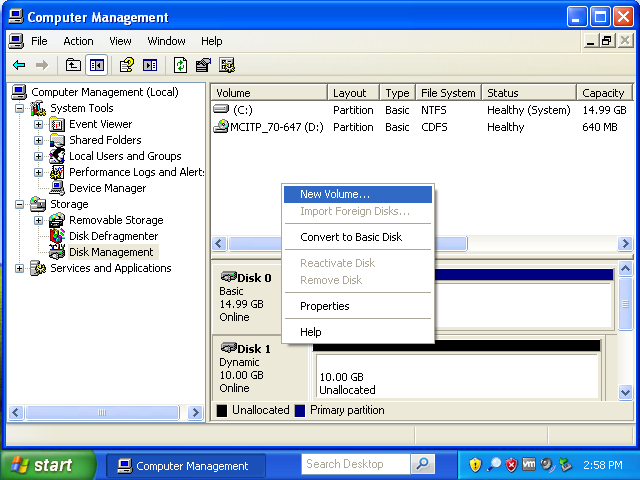 Computer Management
File Action View Window Help
Computer Management (Local)
System Tools
Event Viewer
Shared Folders
Local Users and Groups
Performance Logs and Alerts
Device Manager
Storage
Removable Storage
Disk Defragmenter
Disk Management
Services and Applications
Volume Layout Type File System Status Capacity
(C:) Partition Basic NTFS Healthy (System) 14.99 GB
MCITP_70-647 (D:) Partition Basic CDFS Healthy 640 MB
New Volume...
Import Foreign Disks...
Convert to Basic Disk
Reactivate Disk
Remove Disk
Properties
Help
Disk 0
Basic
14.99 GB
Online
Disk 1
Dynamic
10.00 GB
Online
10.00 GB
Unallocated
Unallocated Primary partition
start Computer Management Search Desktop vm 2:58 PM